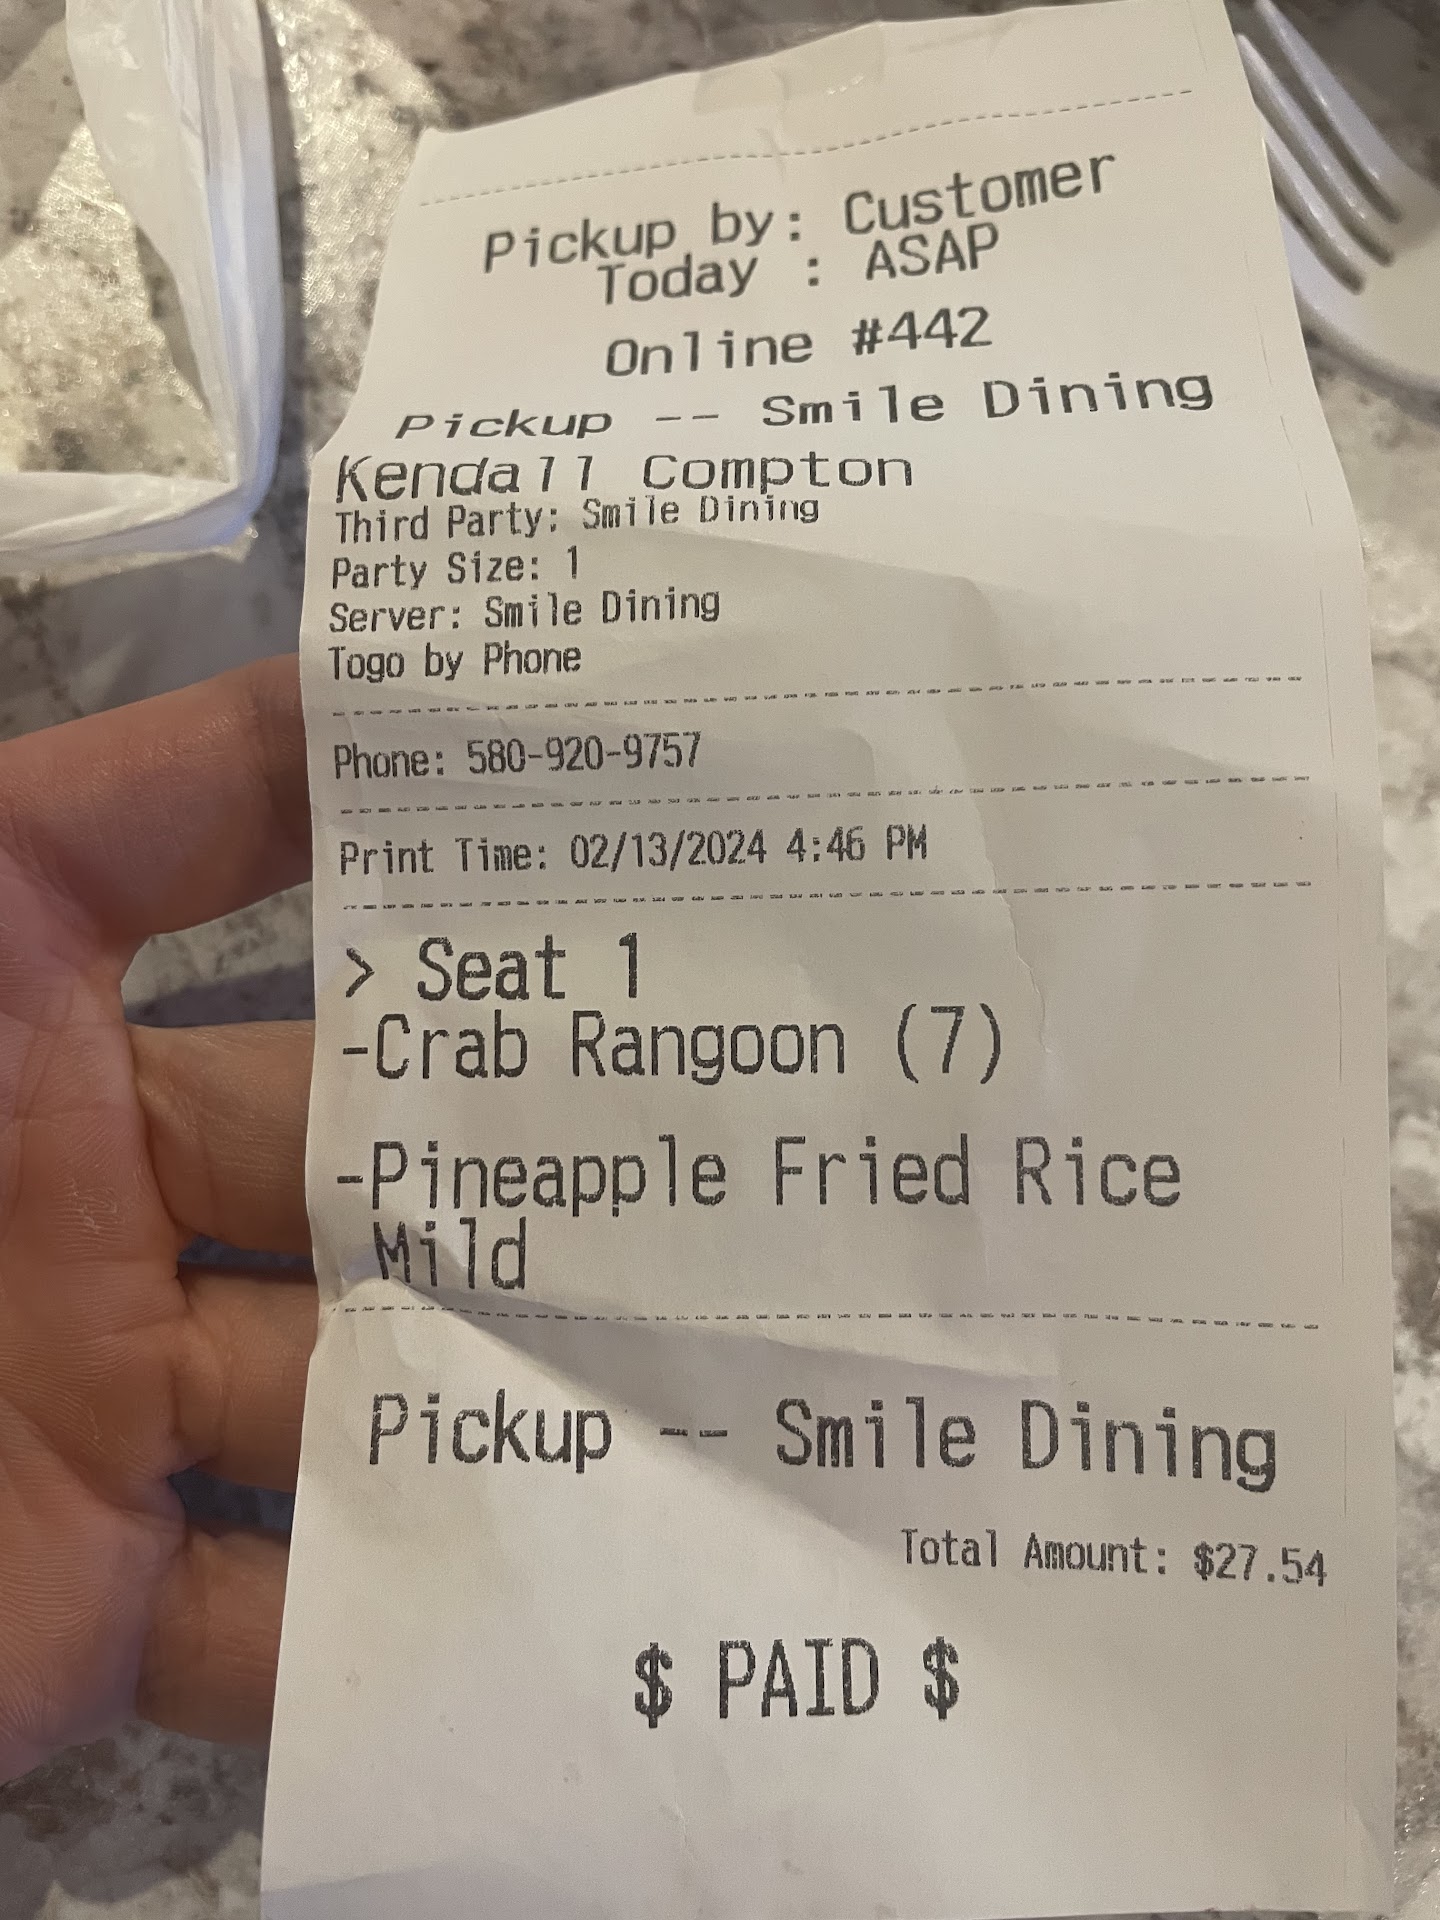 Pickup by: Customer
Today : ASAP
Online #442
Pickup -- Smile Dining
Kendall Compton
Third Party: Smile Dining
Party Size: 1
Server: Smile Dining
Togo by Phone
Phone: 580-920-9757
Print Time: 02/13/2024 4:46 PM
> Seat 1
-Crab Rangoon (7)
-Pineapple Fried Rice
Mild
Pickup -- Smile Dining
Total Amount: $27.54
$ PAID $